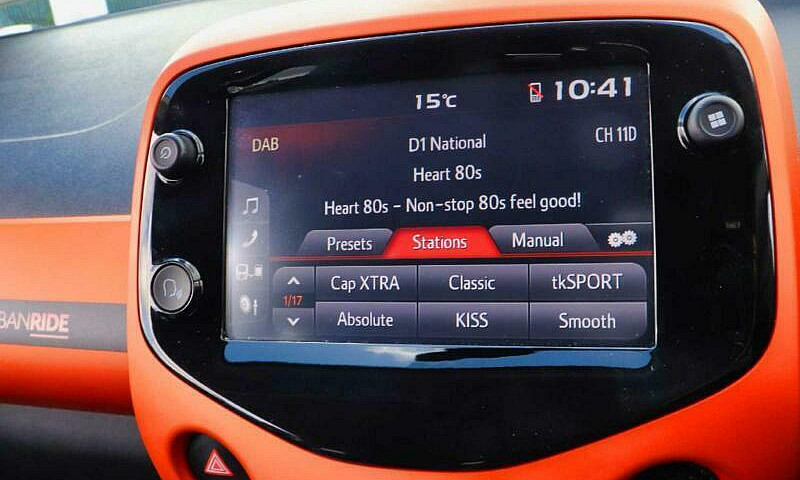 15°C
10:41
DAB
D1 National
CH 11D
Heart 80s
Heart 80s - Non-stop 80s feel good!
Presets
Stations
Manual
1/17
Cap XTRA
Classic
tkSPORT
Absolute
KISS
Smooth
BANRIDE